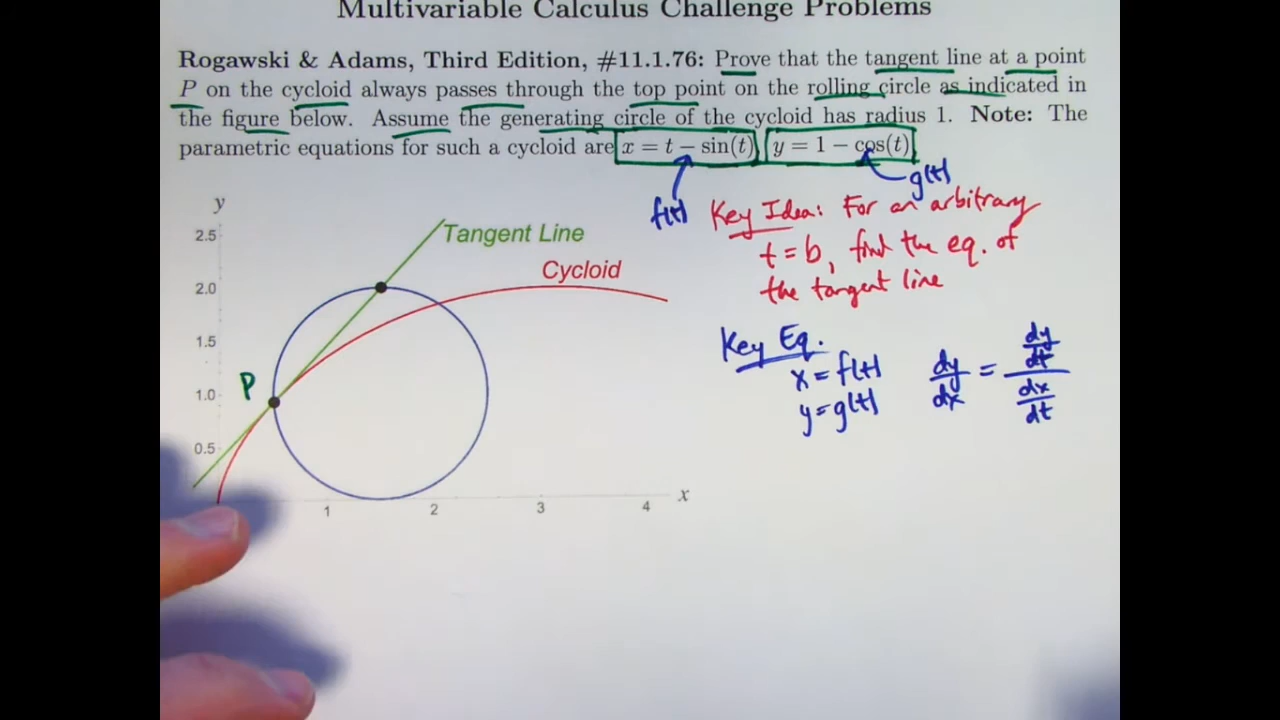 Multivariable Calculus Challenge Problems
Rogawski & Adams, Third Edition, #11.1.76: Prove that the tangent line at a point
P on the cycloid always passes through the top point on the rolling circle as indicated in
the figure below. Assume the generating circle of the cycloid has radius 1. Note: The
parametric equations for such a cycloid are x = t − sin(t) y = 1 − cos(t)
g(t)
f(t)
Key Idea: For an arbitrary
t = b, find the eq. of
the tangent line
y
2.5
Tangent Line
Cycloid
2.0
1.5
P
1.0
0.5
1 2 3 4 x
Key Eq.
x = f(t)
y = g(t)
dy/dx = (dy/dt)/(dx/dt)